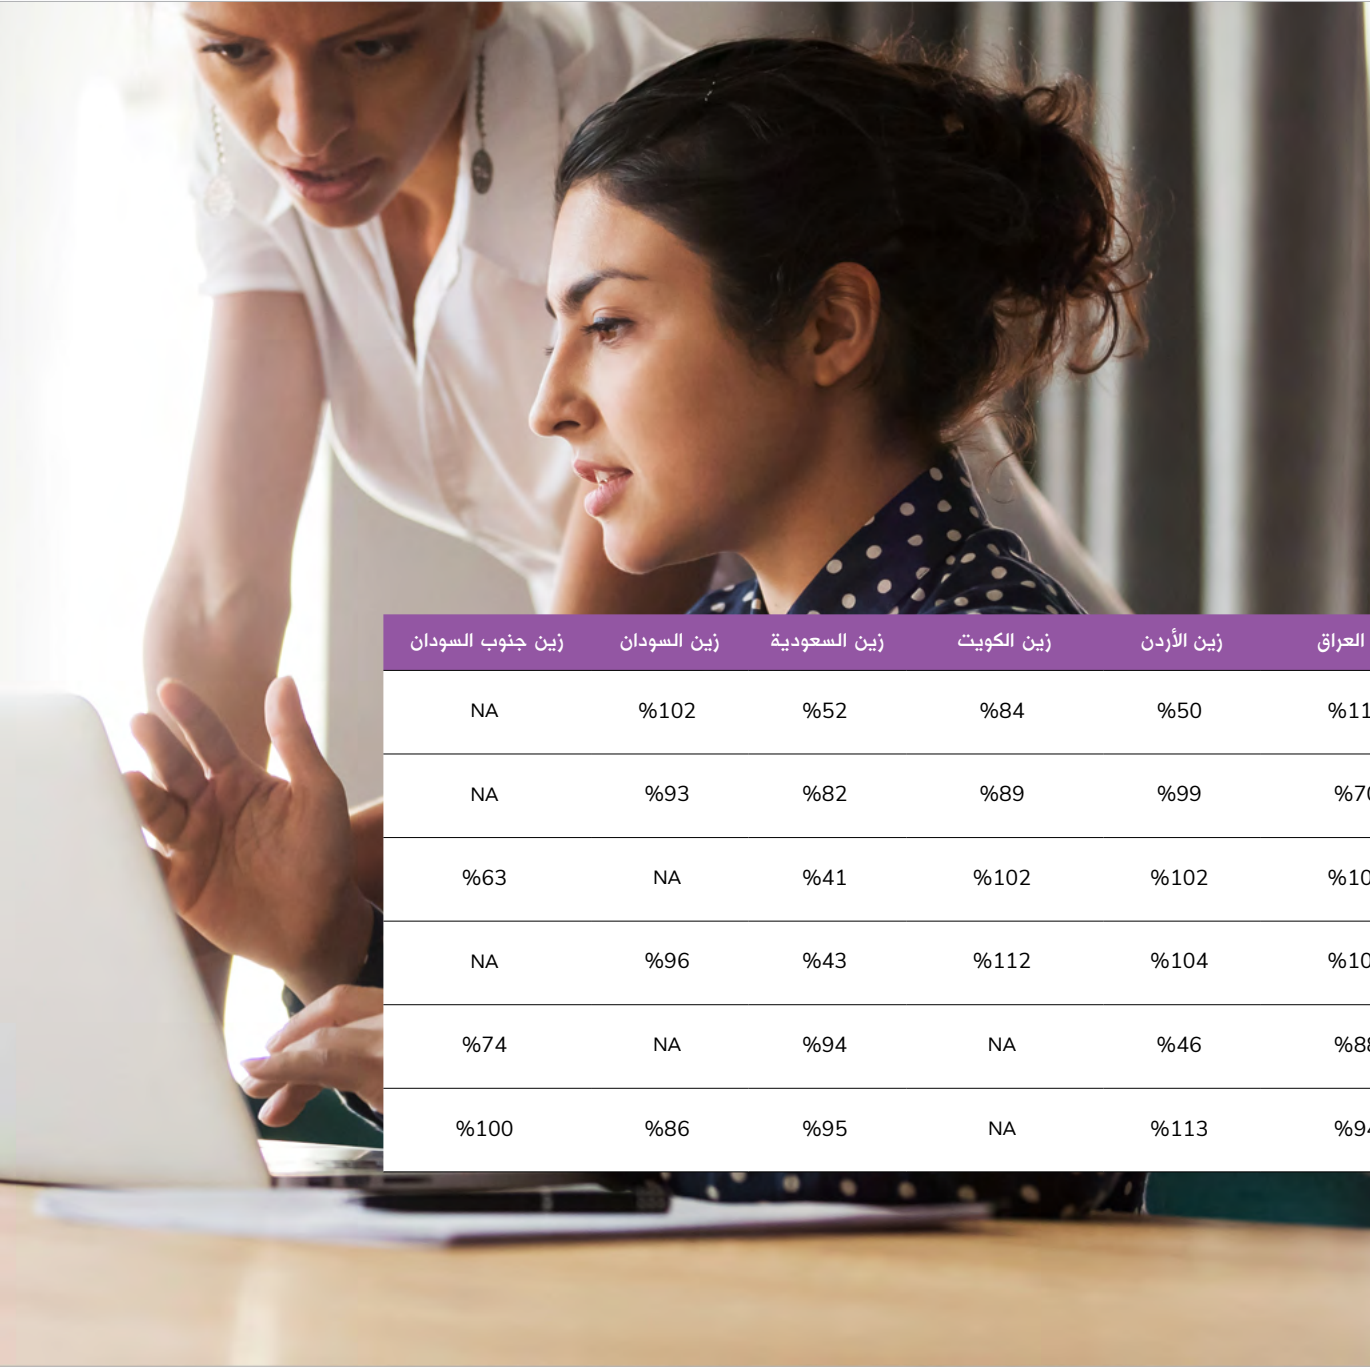 العراق زين الأردن زين الكويت زين السعودية زين السودان زين جنوب السودان
%50 %84 %52 %102 NA
%99 %89 %82 %93 NA
%102 %102 %41 NA %63
%104 %112 %43 %96 NA
%46 NA %94 NA %74
%113 NA %95 %86 %100